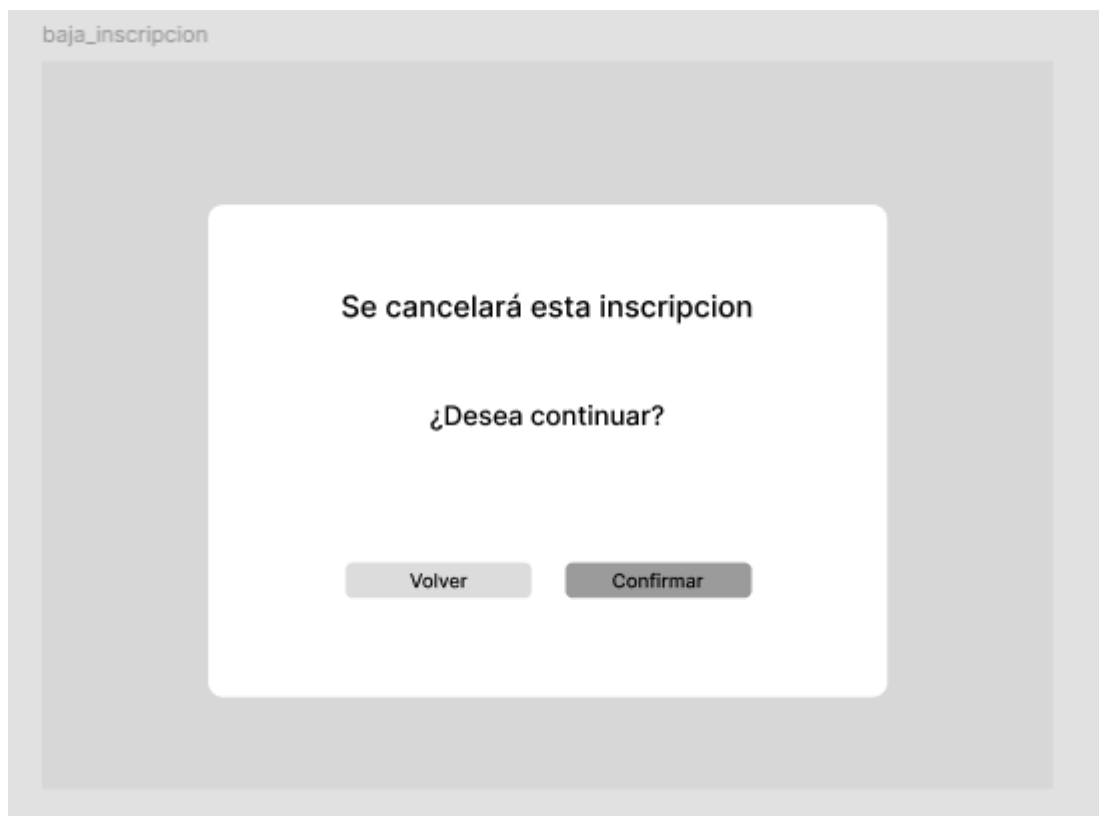 baja_inscripcion
Se cancelará esta inscripcion
¿Desea continuar?
Volver
Confirmar